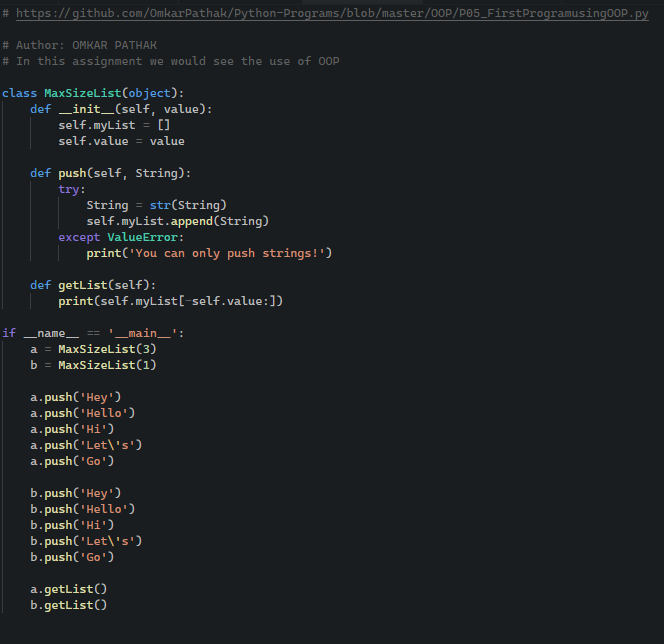 # https://github.com/OmkarPathak/Python-Programs/blob/master/OOP/P05_FirstProgramusingOOP.py

# Author: OMKAR PATHAK
# In this assignment we would see the use of OOP

class MaxSizeList(object):
    def __init__(self, value):
        self.myList = []
        self.value = value

    def push(self, String):
        try:
            String = str(String)
            self.myList.append(String)
        except ValueError:
            print('You can only push strings!')

    def getList(self):
        print(self.myList[-self.value:])

if __name__ == '__main__':
    a = MaxSizeList(3)
    b = MaxSizeList(1)

    a.push('Hey')
    a.push('Hello')
    a.push('Hi')
    a.push('Let\'s')
    a.push('Go')

    b.push('Hey')
    b.push('Hello')
    b.push('Hi')
    b.push('Let\'s')
    b.push('Go')

    a.getList()
    b.getList()